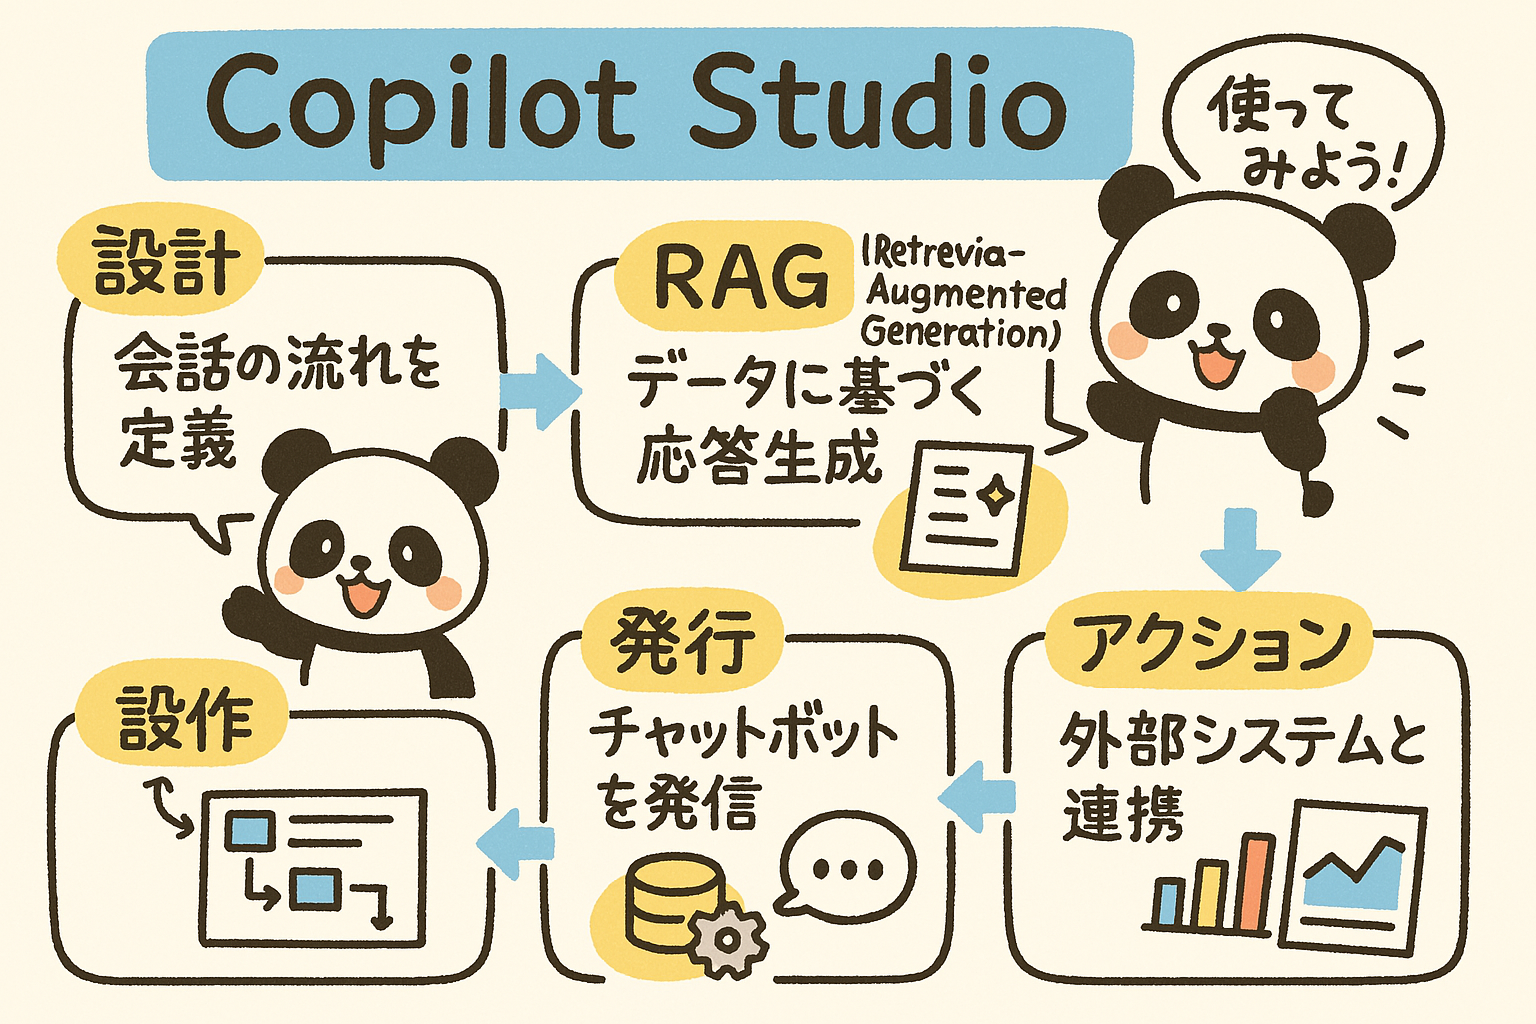 Copilot Studio
使って
みよう!
設計
会話の流れを
定義
RAG
(Retrevia-
Augmented
Generation)
データに基づく
応答生成
アクション
外部システムと
連携
発行
チャットボット
を発信
設作